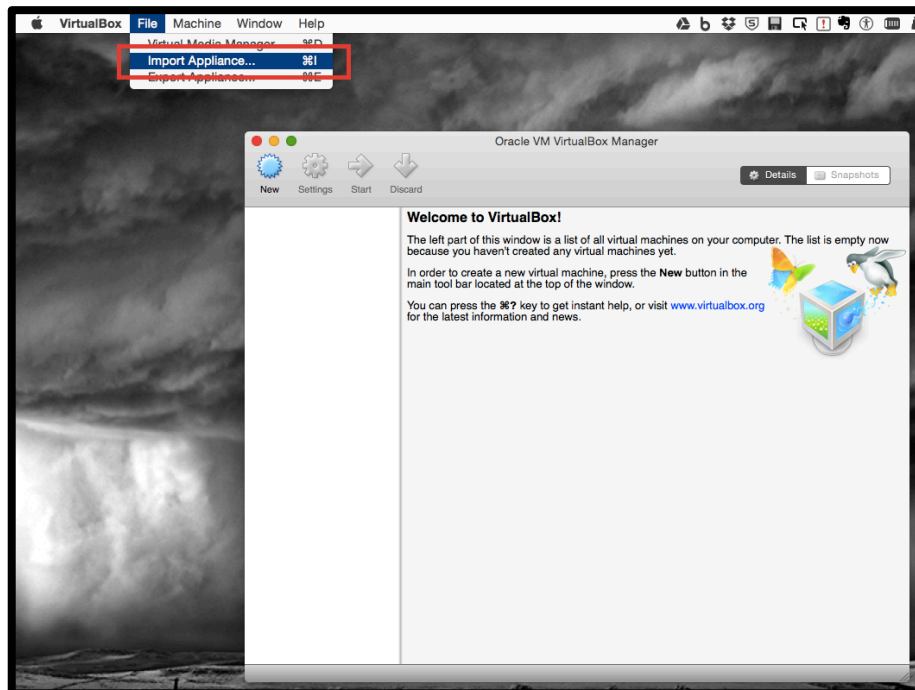 VirtualBox File Machine Window Help
Virtual Media Manager... ⌘D
Import Appliance... ⌘I
Export Appliance... ⌘E
Oracle VM VirtualBox Manager
New Settings Start Discard
Details Snapshots
Welcome to VirtualBox!
The left part of this window is a list of all virtual machines on your computer. The list is empty now
because you haven't created any virtual machines yet.
In order to create a new virtual machine, press the New button in the
main tool bar located at the top of the window.
You can press the ⌘? key to get instant help, or visit www.virtualbox.org
for the latest information and news.